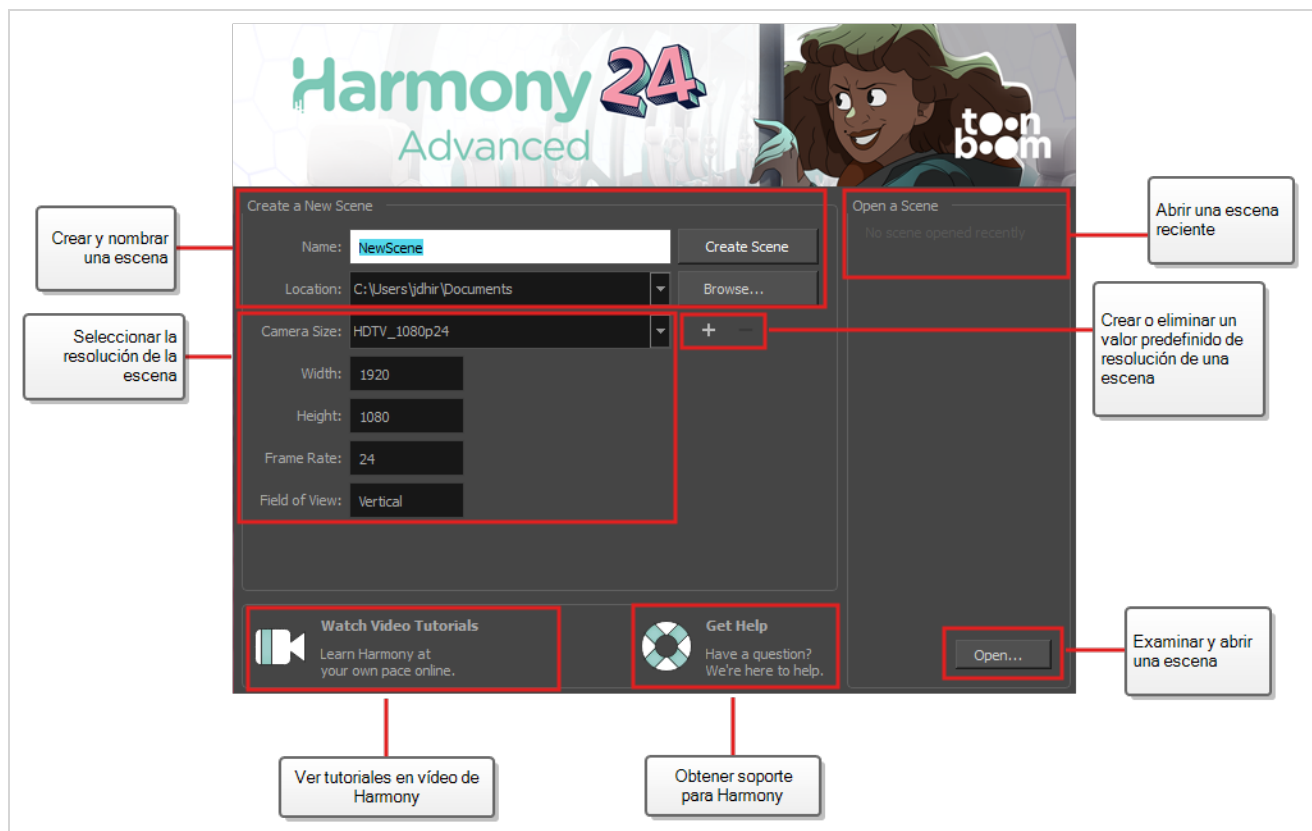 Harmony 24
Advanced
toon
boom
Create a New Scene
Name: NewScene Create Scene
Location: C:\Users\jdhir\Documents Browse...
Camera Size: HDTV_1080p24 + −
Width: 1920
Height: 1080
Frame Rate: 24
Field of View: Vertical
Open a Scene
No scene opened recently
Open...
Watch Video Tutorials
Learn Harmony at
your own pace online.
Get Help
Have a question?
We're here to help.
Crear y nombrar
una escena
Seleccionar la
resolución de la
escena
Abrir una escena
reciente
Crear o eliminar un
valor predefinido de
resolución de una
escena
Examinar y abrir
una escena
Ver tutoriales en vídeo de
Harmony
Obtener soporte
para Harmony